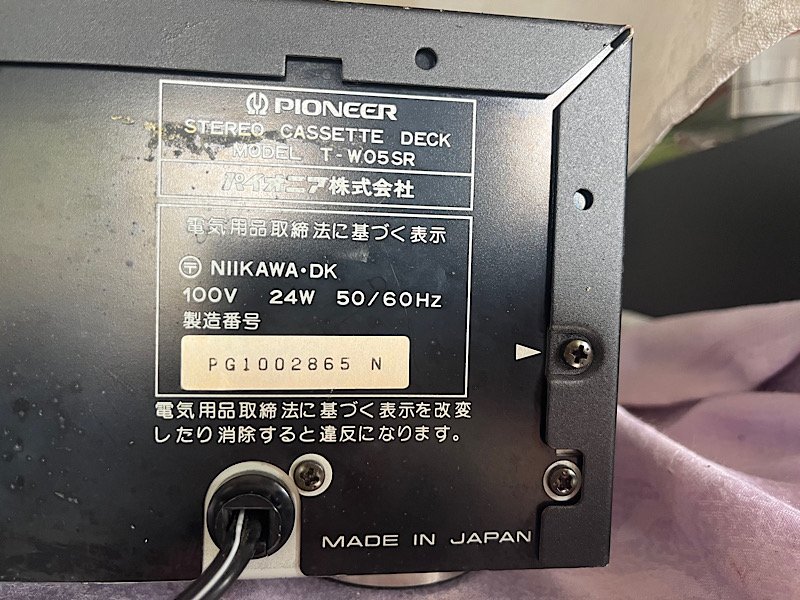 PIONEER
STEREO CASSETTE DECK
MODEL T-W05SR
パイオニア株式会社
電気用品取締法に基づく表示
〒 NIIKAWA・DK
100V 24W 50/60Hz
製造番号
PG1002865 N
電気用品取締法に基づく表示を改変
したり消除すると違反になります。
MADE IN JAPAN